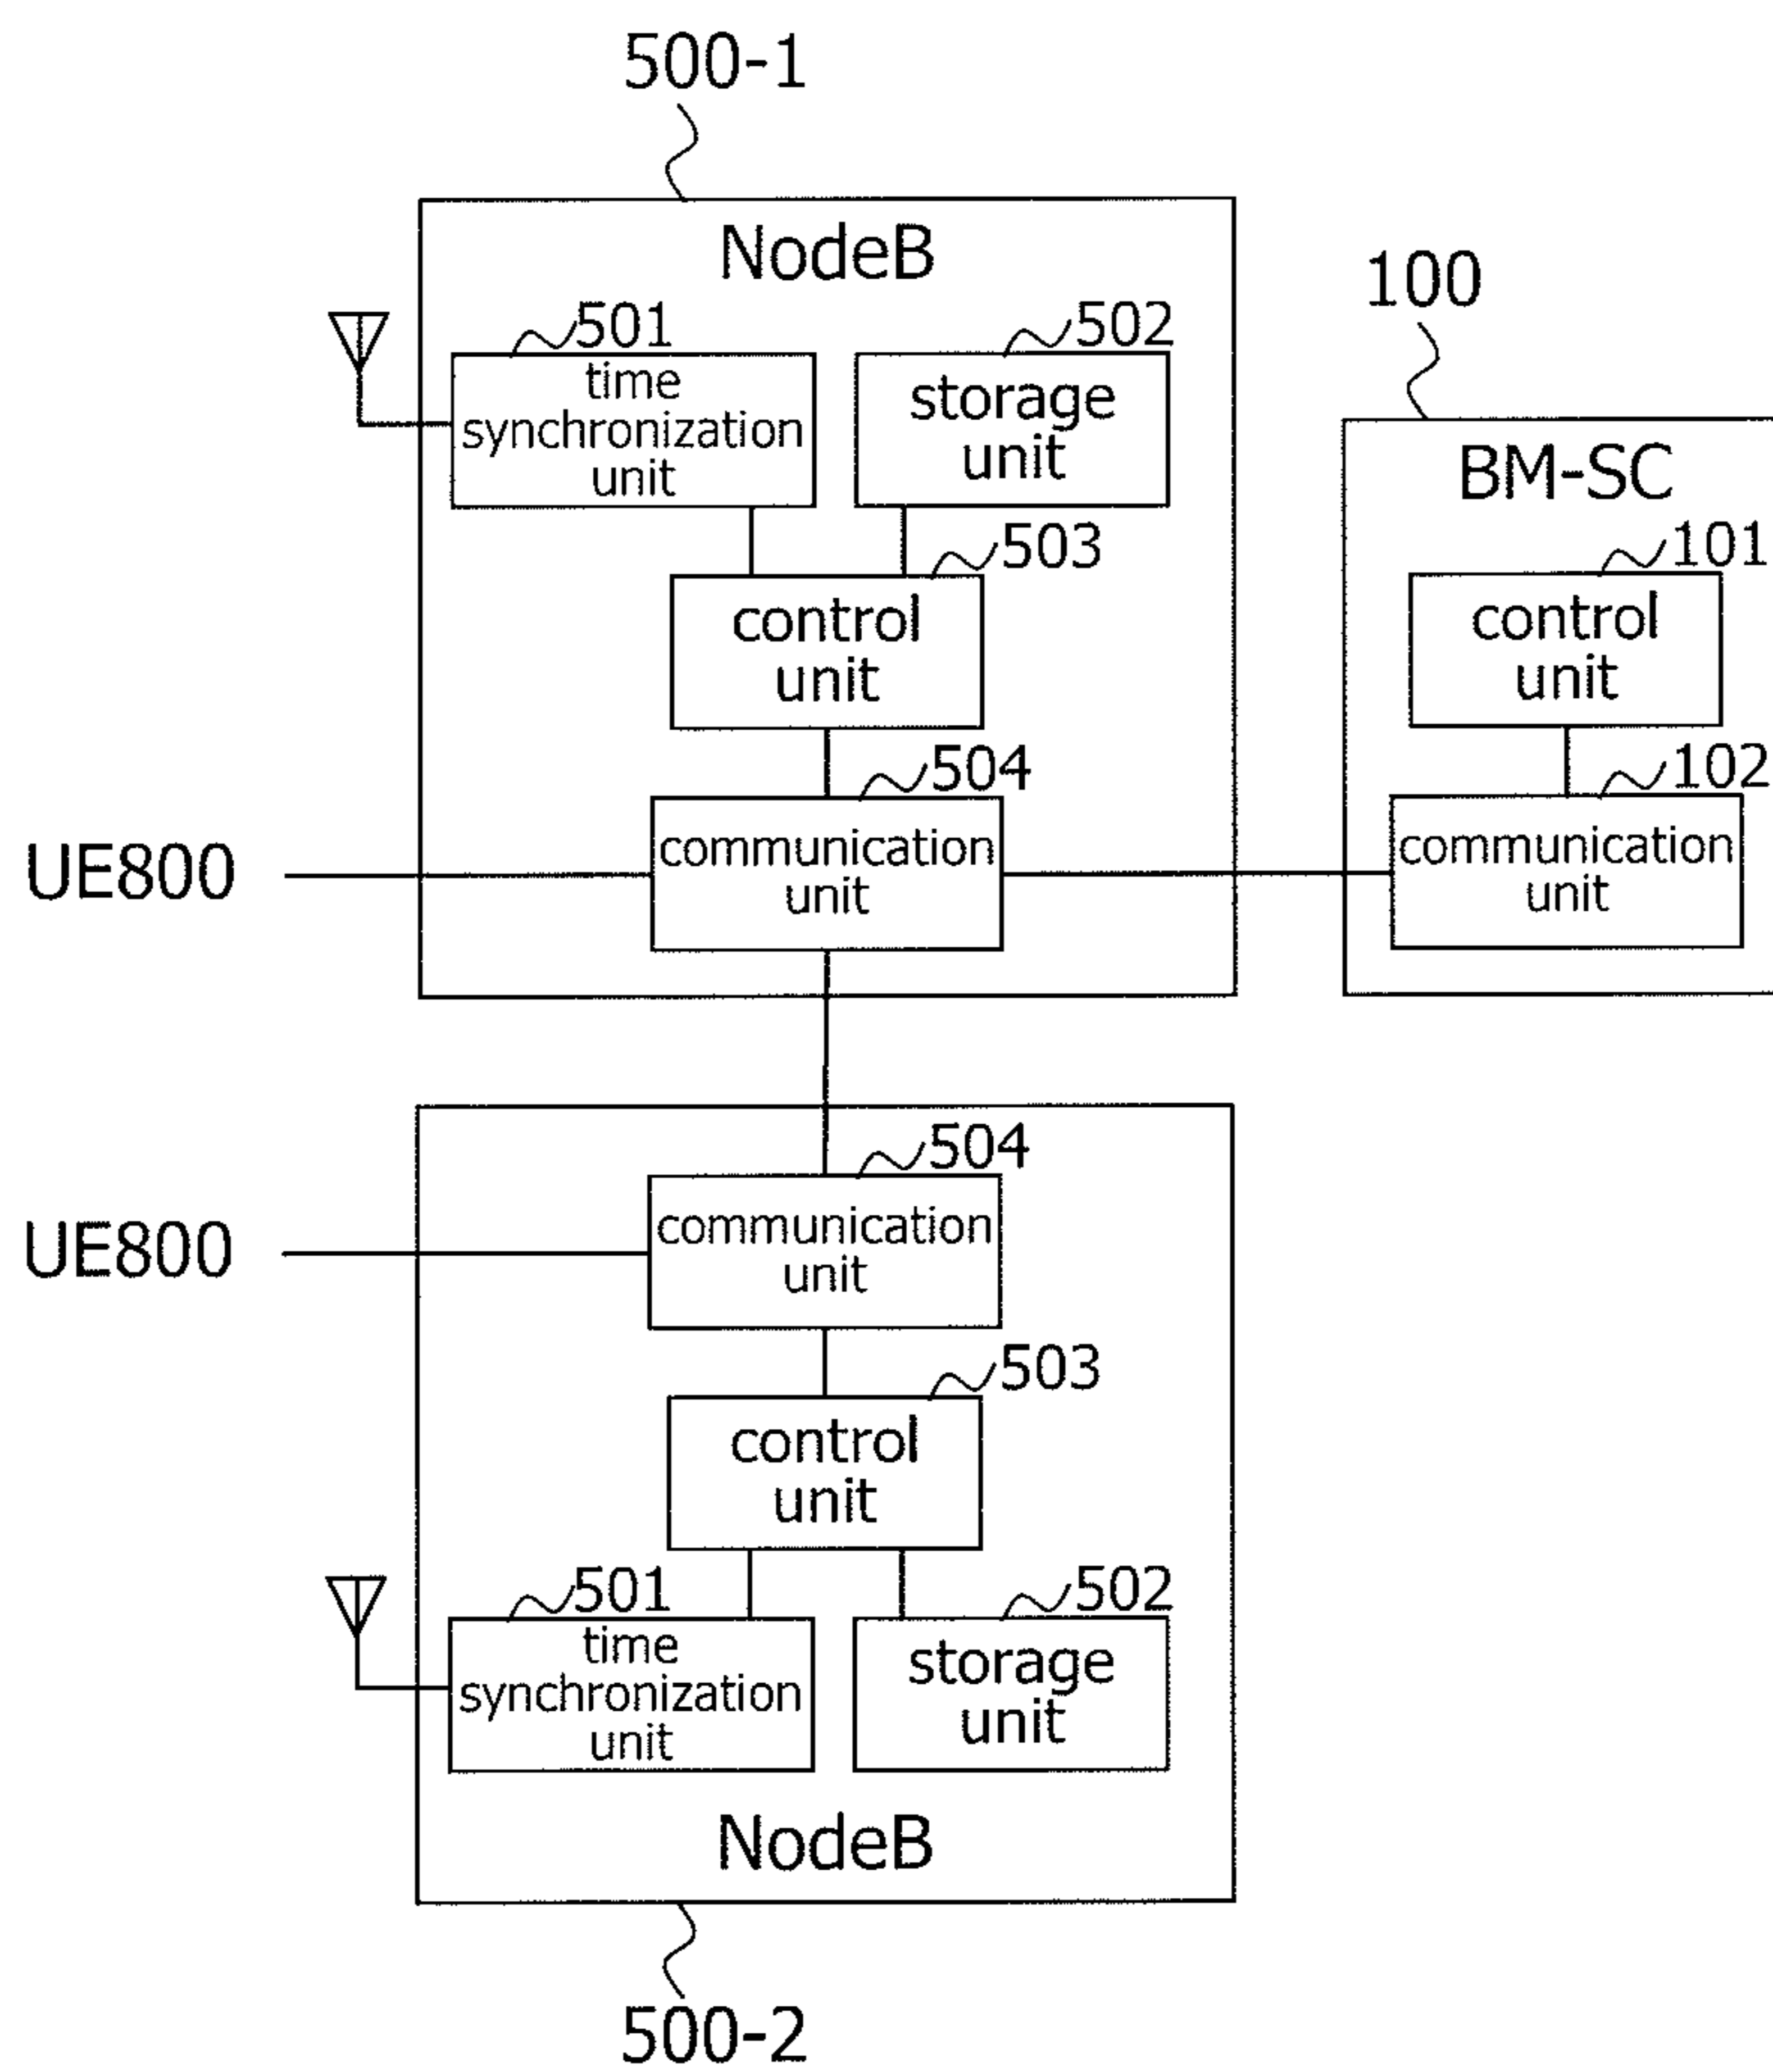 500-1
NodeB
100
501
502
time
synchronization
unit
storage
unit
BM-SC
503
101
control
unit
control
unit
504
102
UE800
communication
unit
communication
unit
504
UE800
communication
unit
503
control
unit
501
502
time
synchronization
unit
storage
unit
NodeB
500-2